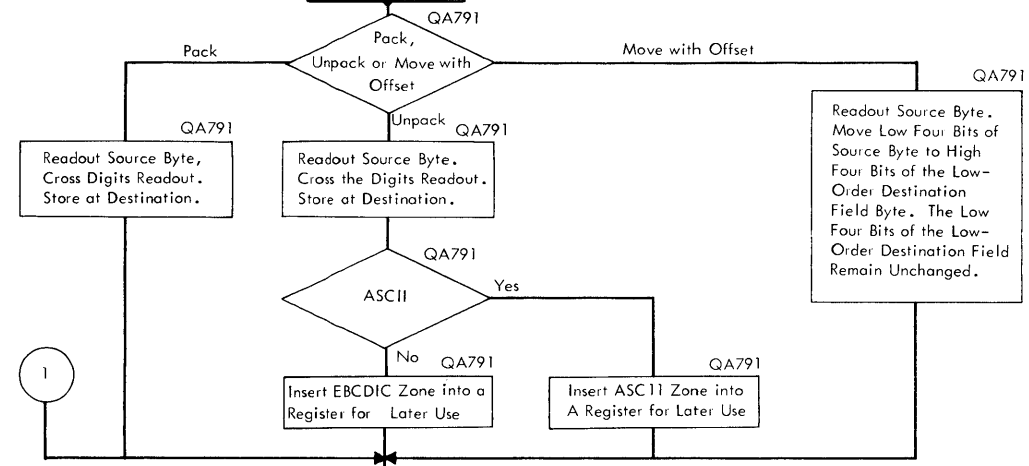 QA791
Pack,
Unpack or Move with
Offset
Pack
Move with Offset
Unpack
QA791
Readout Source Byte,
Cross Digits Readout.
Store at Destination.
QA791
Readout Source Byte.
Cross the Digits Readout.
Store at Destination.
QA791
Readout Source Byte.
Move Low Four Bits of
Source Byte to High
Four Bits of the Low-
Order Destination
Field Byte. The Low
Four Bits of the Low-
Order Destination Field
Remain Unchanged.
QA791
ASCII
Yes
No
1
QA791
Insert EBCDIC Zone into a
Register for Later Use
QA791
Insert ASC11 Zone into
A Register for Later Use